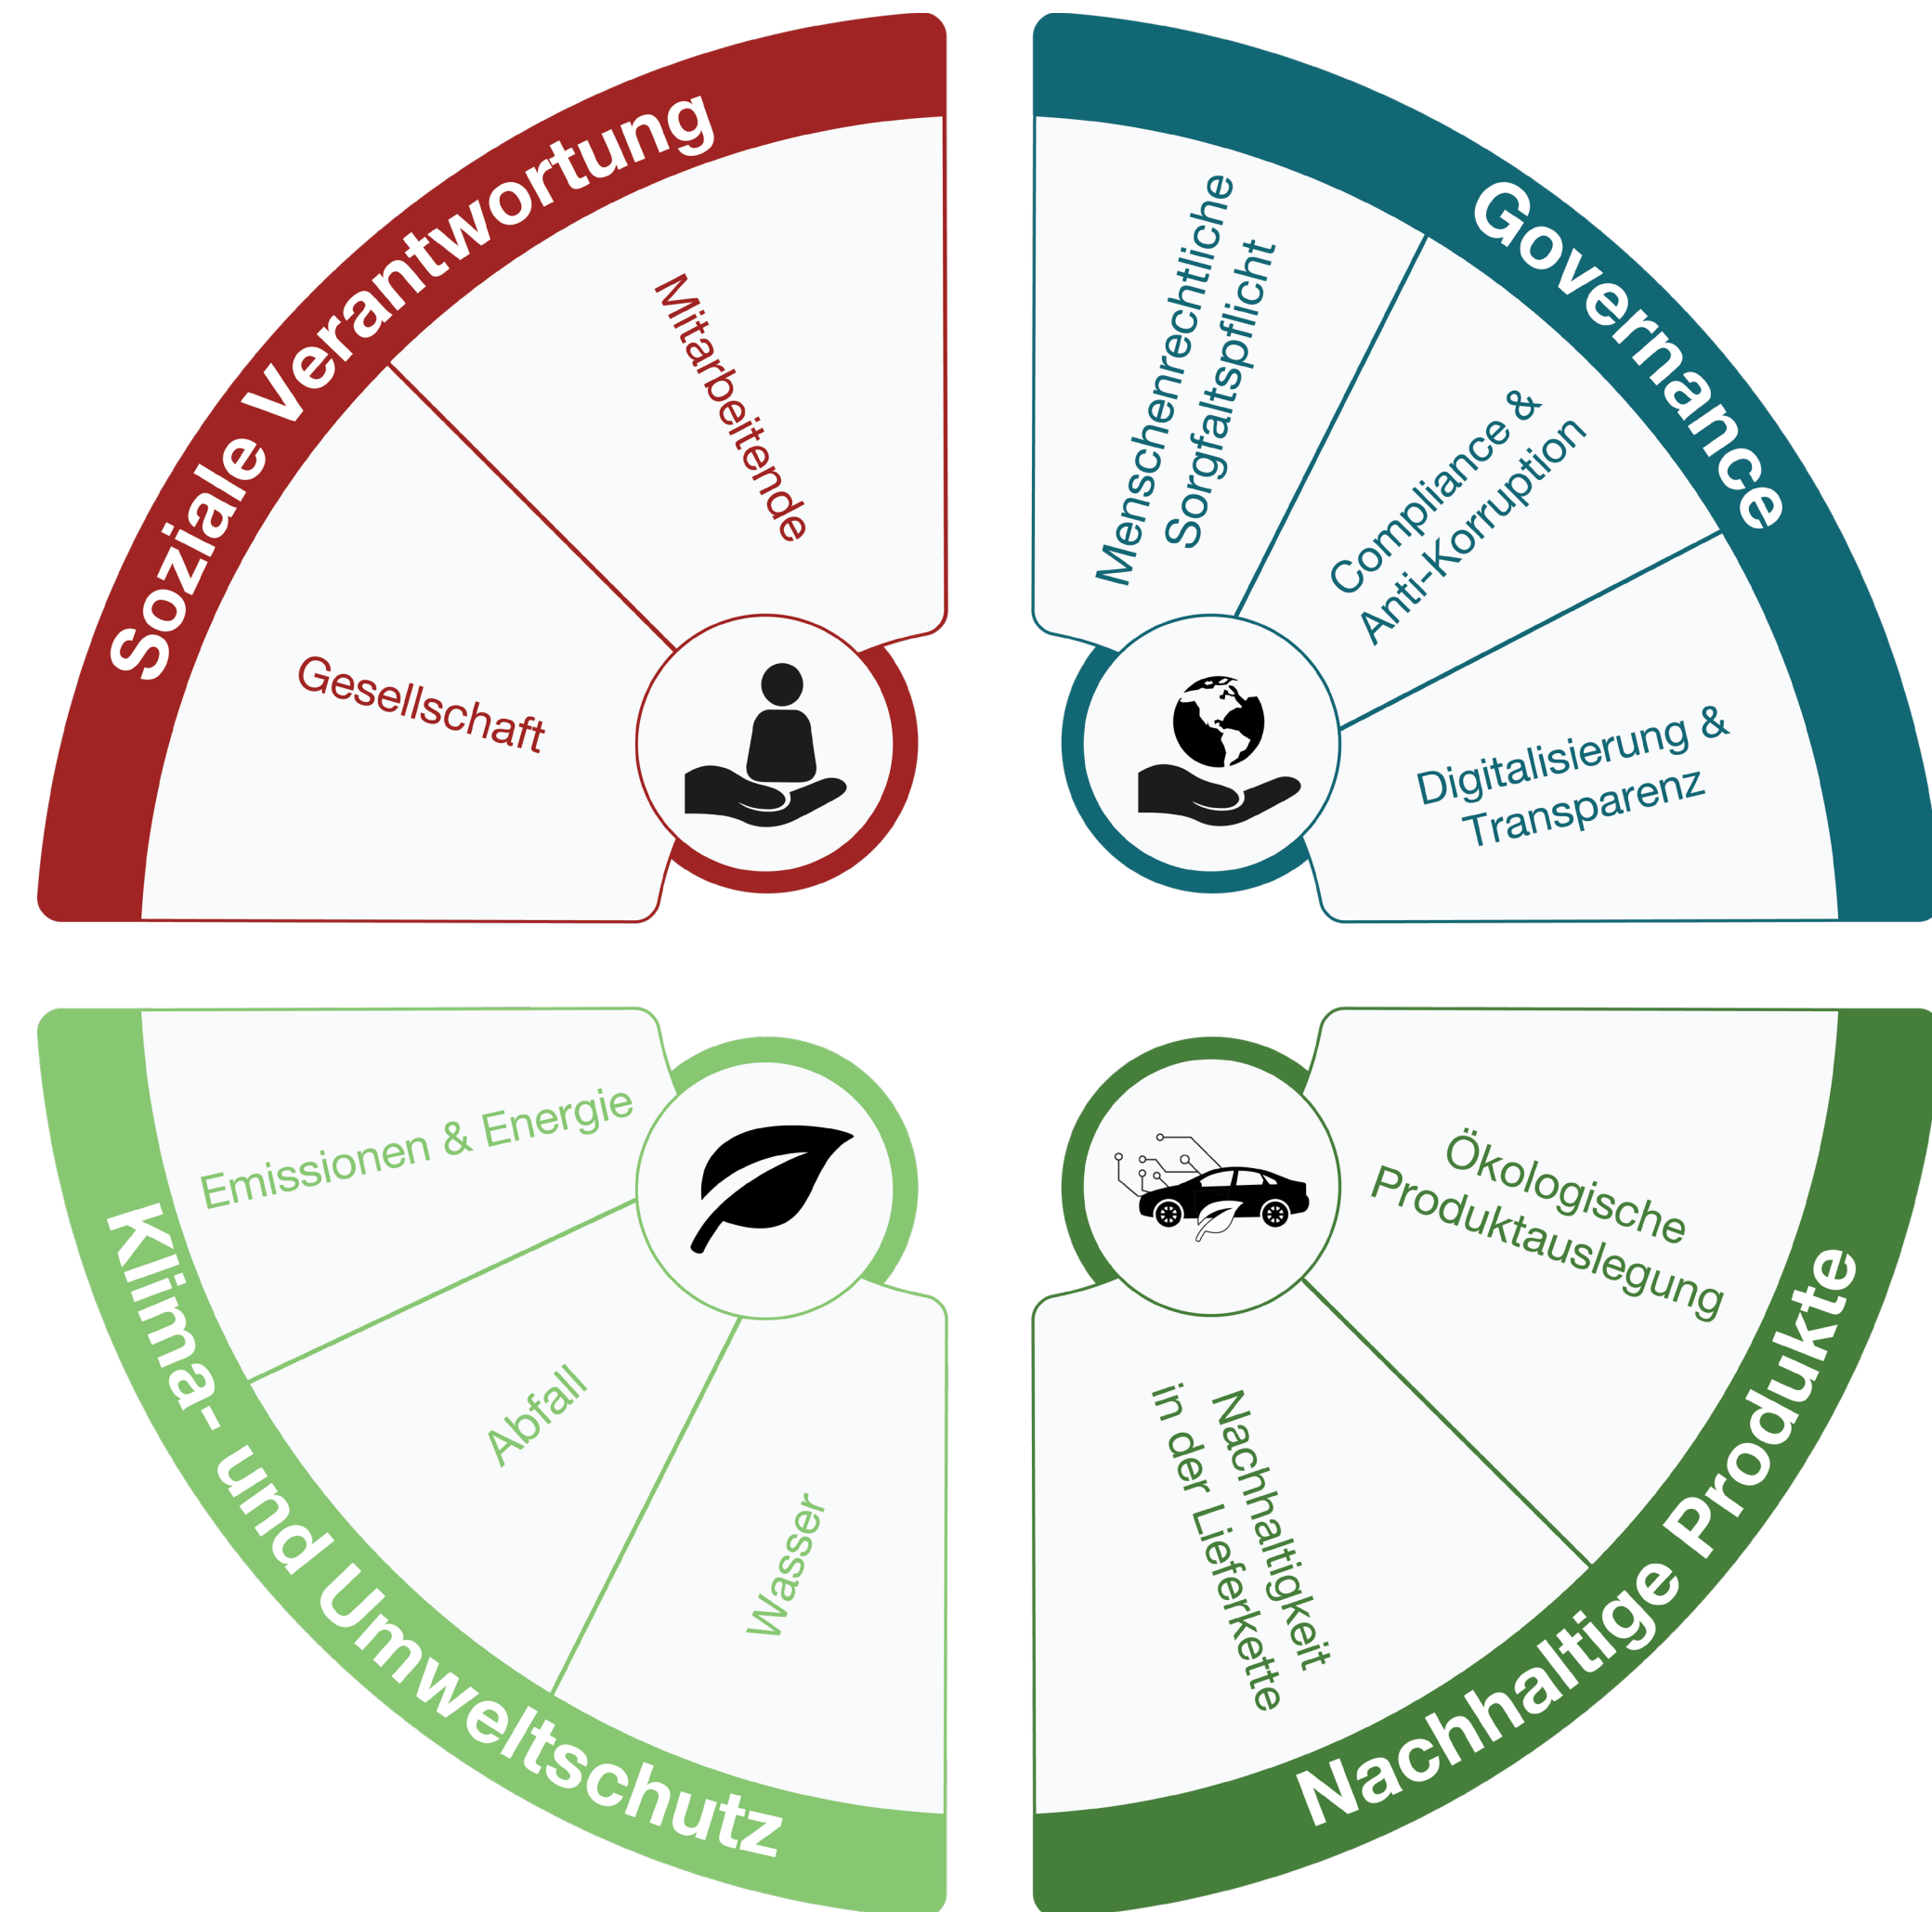 Soziale Verantwortung
Mitarbeitende
Gesellschaft
Governance
Menschenrechtliche
Sorgfaltspflicht
Compliance &
Anti-Korruption
Digitalisierung &
Transparenz
Klima- und Umweltschutz
Emissionen & Energie
Abfall
Wasser
Nachhaltige Produkte
Ökologische
Produktauslegung
Nachhaltigkeit
in der Lieferkette